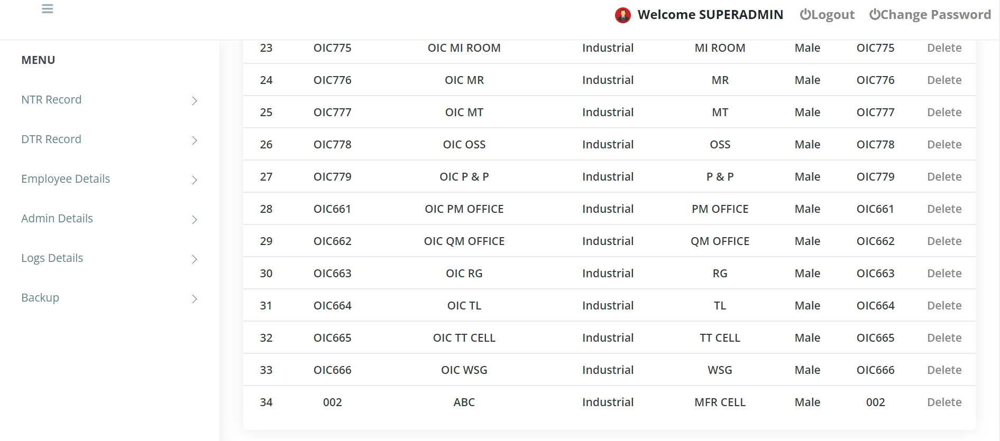 Welcome SUPERADMIN Logout Change Password
MENU
NTR Record
DTR Record
Employee Details
Admin Details
Logs Details
Backup
23 OIC775 OIC MI ROOM Industrial MI ROOM Male OIC775 Delete
24 OIC776 OIC MR Industrial MR Male OIC776 Delete
25 OIC777 OIC MT Industrial MT Male OIC777 Delete
26 OIC778 OIC OSS Industrial OSS Male OIC778 Delete
27 OIC779 OIC P & P Industrial P & P Male OIC779 Delete
28 OIC661 OIC PM OFFICE Industrial PM OFFICE Male OIC661 Delete
29 OIC662 OIC QM OFFICE Industrial QM OFFICE Male OIC662 Delete
30 OIC663 OIC RG Industrial RG Male OIC663 Delete
31 OIC664 OIC TL Industrial TL Male OIC664 Delete
32 OIC665 OIC TT CELL Industrial TT CELL Male OIC665 Delete
33 OIC666 OIC WSG Industrial WSG Male OIC666 Delete
34 002 ABC Industrial MFR CELL Male 002 Delete